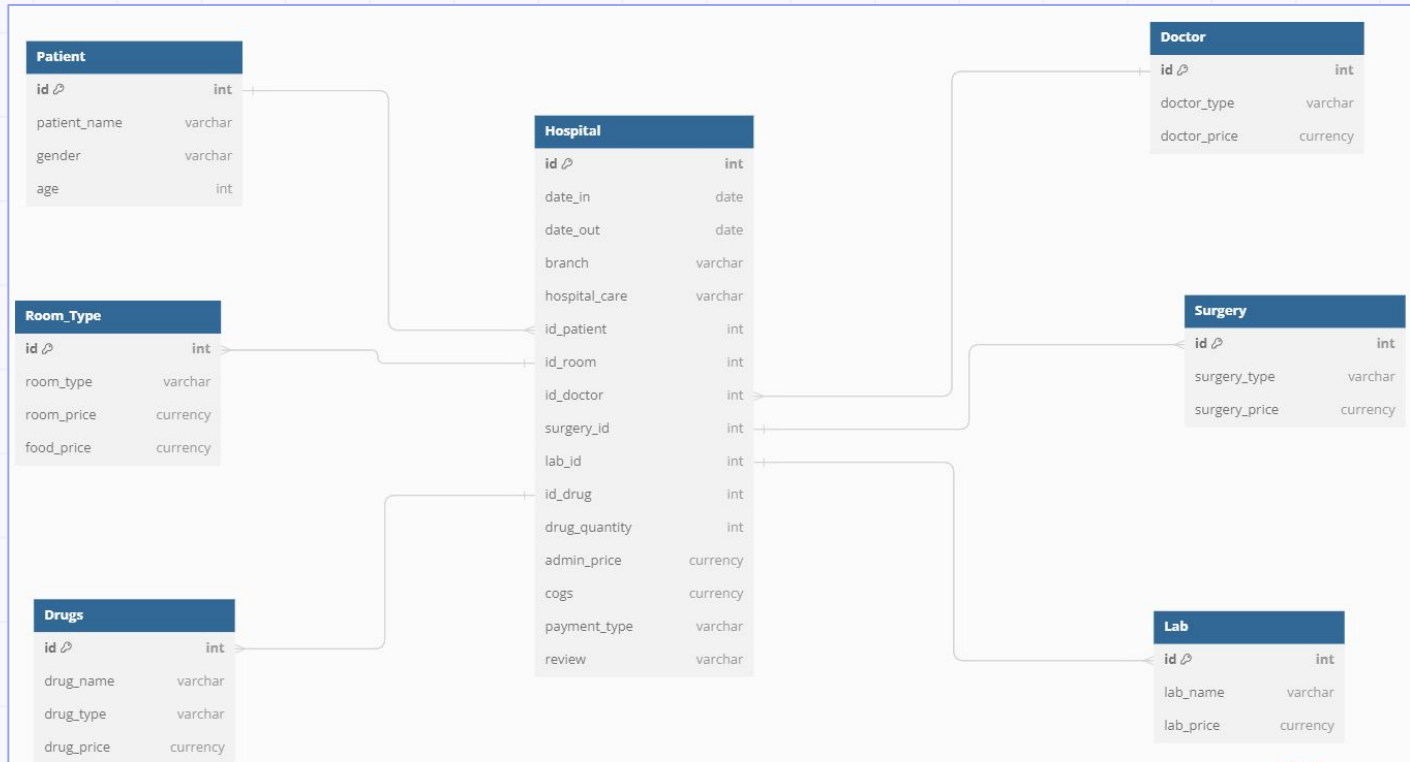 Patient
id int
patient_name varchar
gender varchar
age int
Room_Type
id int
room_type varchar
room_price currency
food_price currency
Drugs
id int
drug_name varchar
drug_type varchar
drug_price currency
Hospital
id int
date_in date
date_out date
branch varchar
hospital_care varchar
id_patient int
id_room int
id_doctor int
surgery_id int
lab_id int
id_drug int
drug_quantity int
admin_price currency
cogs currency
payment_type varchar
review varchar
Doctor
id int
doctor_type varchar
doctor_price currency
Surgery
id int
surgery_type varchar
surgery_price currency
Lab
id int
lab_name varchar
lab_price currency